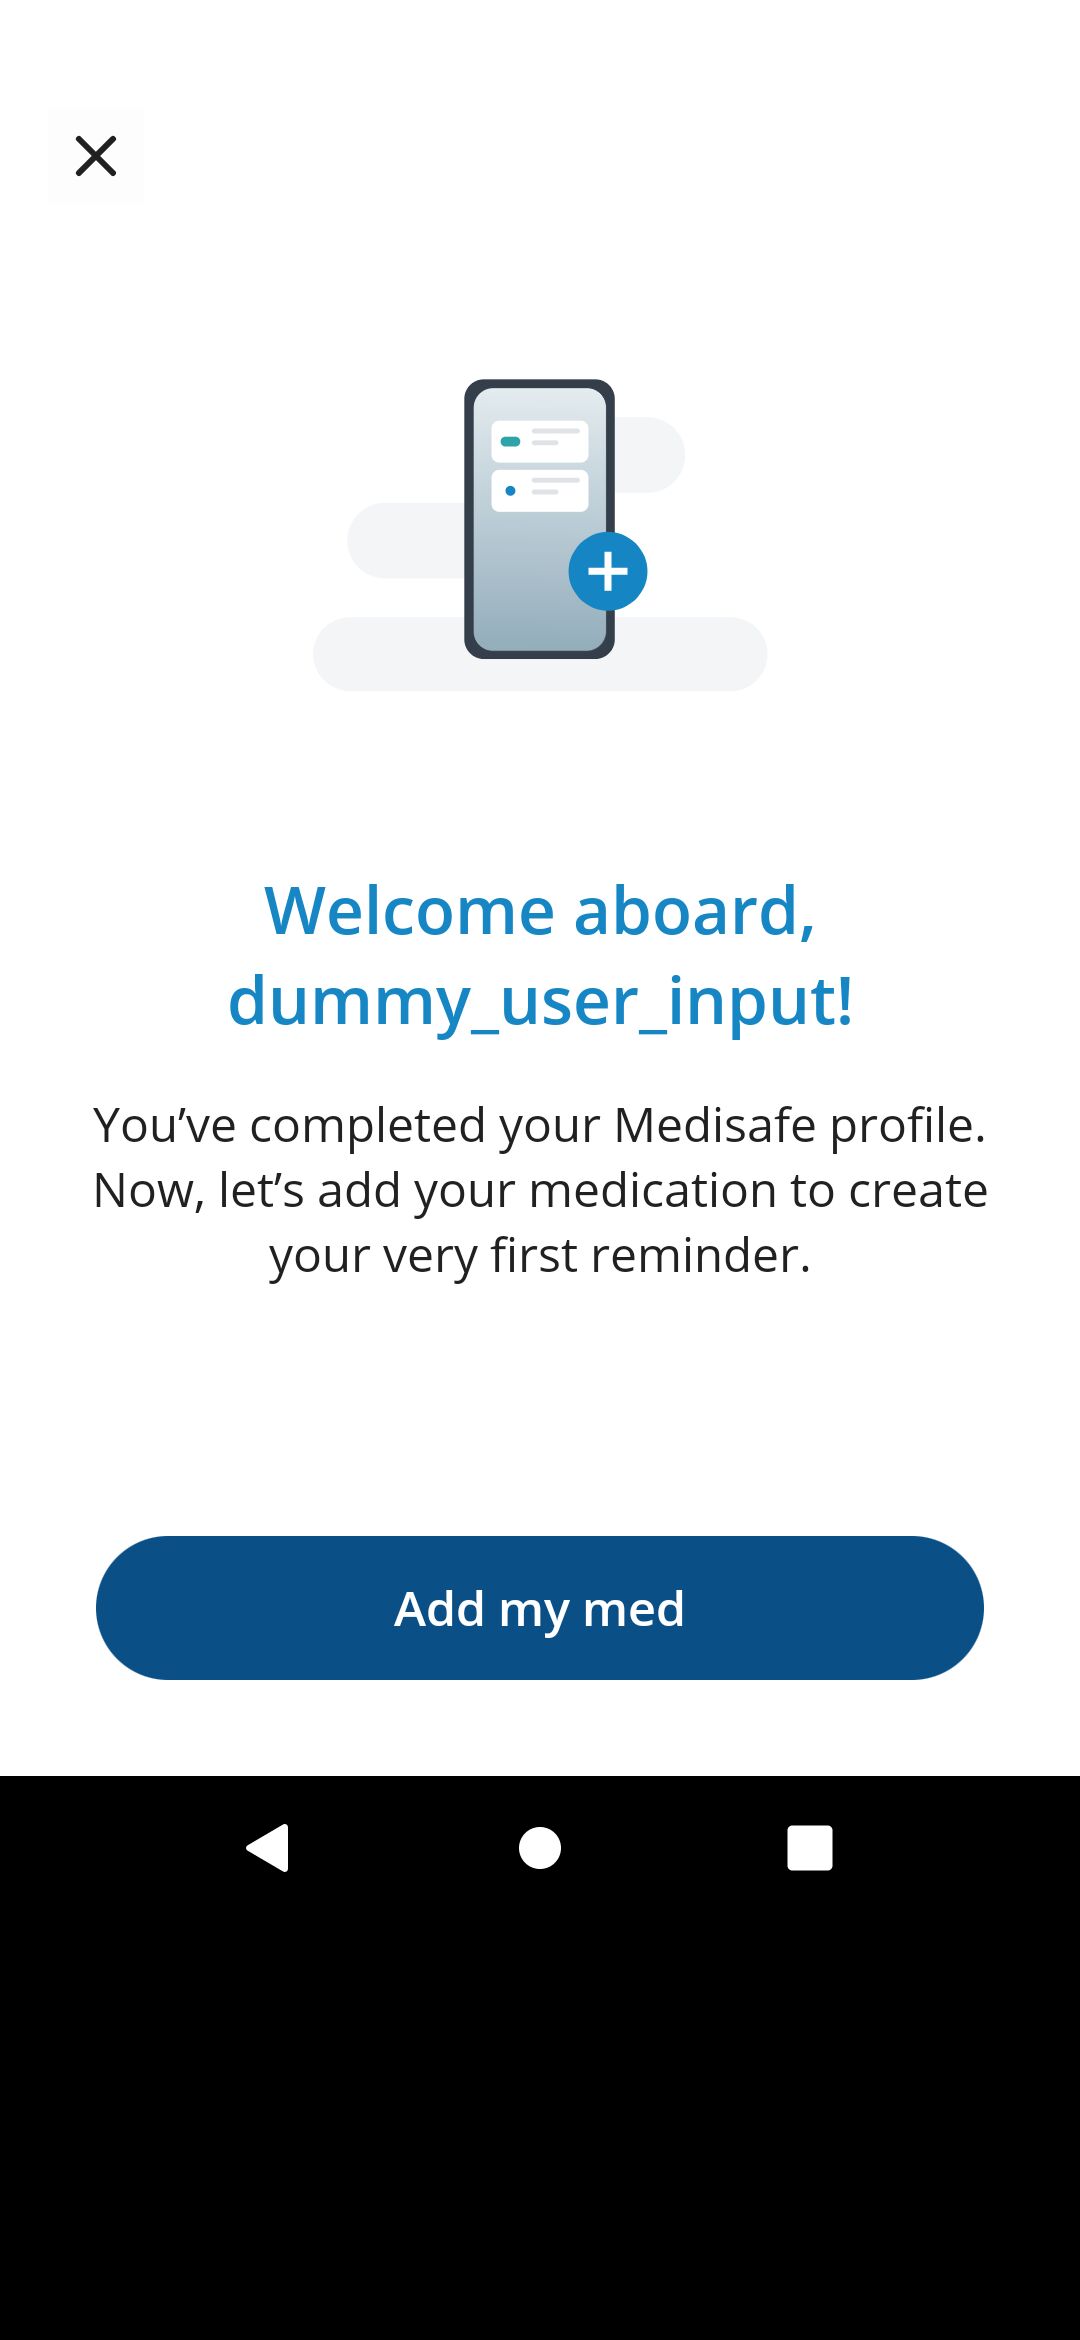 Welcome aboard,
dummy_user_input!
You’ve completed your Medisafe profile.
Now, let’s add your medication to create
your very first reminder.
Add my med